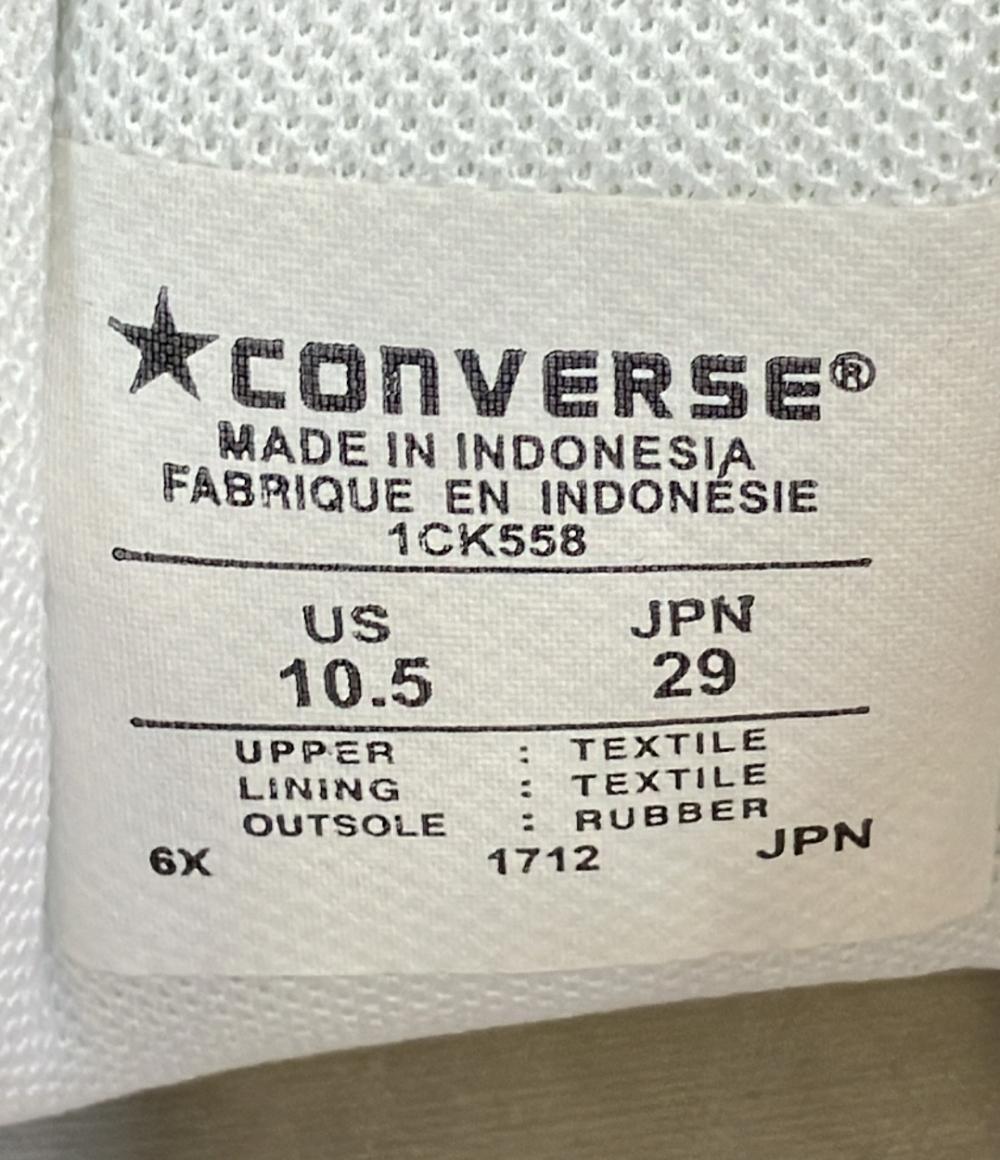 ★CONVERSE®
MADE IN INDONESIA
FABRIQUE EN INDONÉSIE
1CK558
US JPN
10.5 29
UPPER : TEXTILE
LINING : TEXTILE
OUTSOLE : RUBBER
6X 1712 JPN